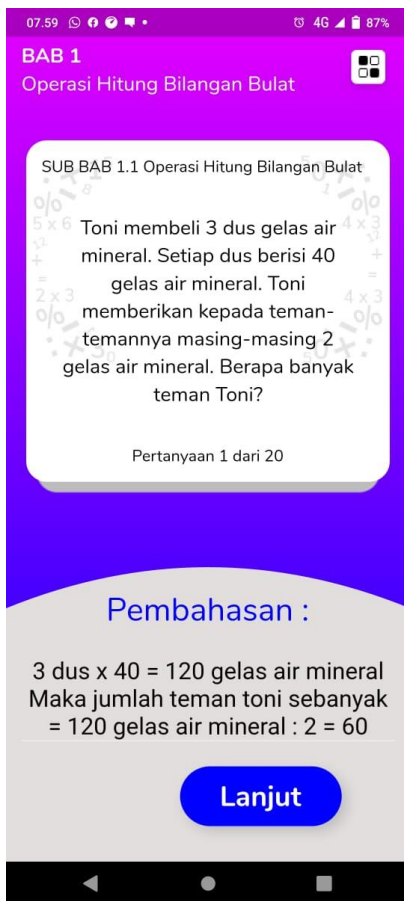 07.59 4G 87%
BAB 1
Operasi Hitung Bilangan Bulat
SUB BAB 1.1 Operasi Hitung Bilangan Bulat
Toni membeli 3 dus gelas air
mineral. Setiap dus berisi 40
gelas air mineral. Toni
memberikan kepada teman-
temannya masing-masing 2
gelas air mineral. Berapa banyak
teman Toni?
Pertanyaan 1 dari 20
Pembahasan :
3 dus x 40 = 120 gelas air mineral
Maka jumlah teman toni sebanyak
= 120 gelas air mineral : 2 = 60
Lanjut